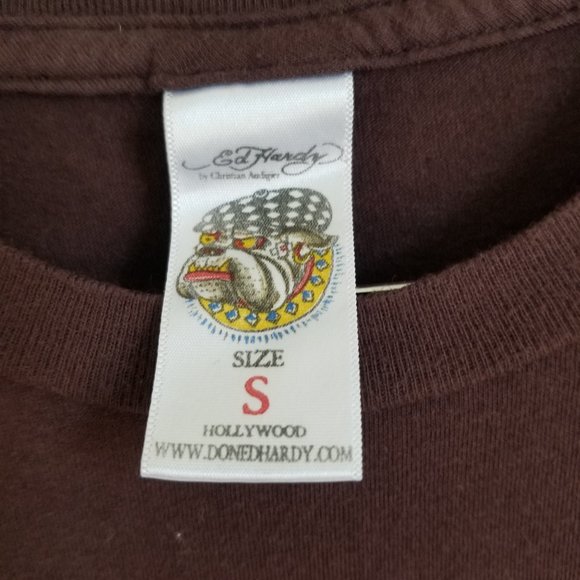 Ed Hardy
by Christian Audigier
SIZE
S
HOLLYWOOD
WWW.DONEDHARDY.COM